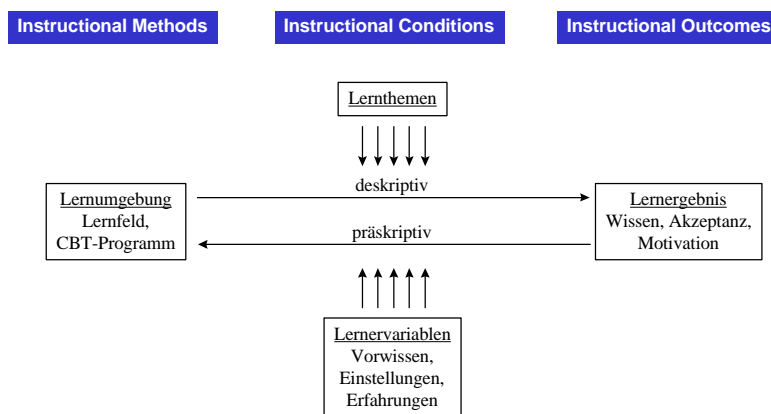 Instructional Methods
Instructional Conditions
Instructional Outcomes
Lernthemen
deskriptiv
Lernumgebung
Lernfeld,
CBT-Programm
Lernergebnis
Wissen, Akzeptanz,
Motivation
präskriptiv
Lernervariablen
Vorwissen,
Einstellungen,
Erfahrungen